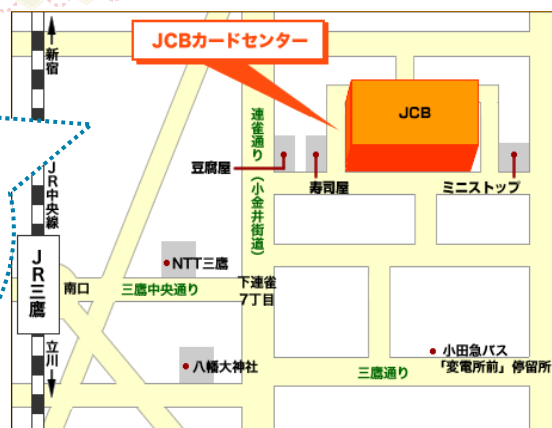 JCBカードセンター
新宿
JCB
連雀通り(小金井街道)
豆腐屋
寿司屋
ミニストップ
JR中央線
JR三鷹
南口
NTT三鷹
三鷹中央通り
下連雀
7丁目
立川
八幡大神社
小田急バス
「変電所前」停留所
三鷹通り